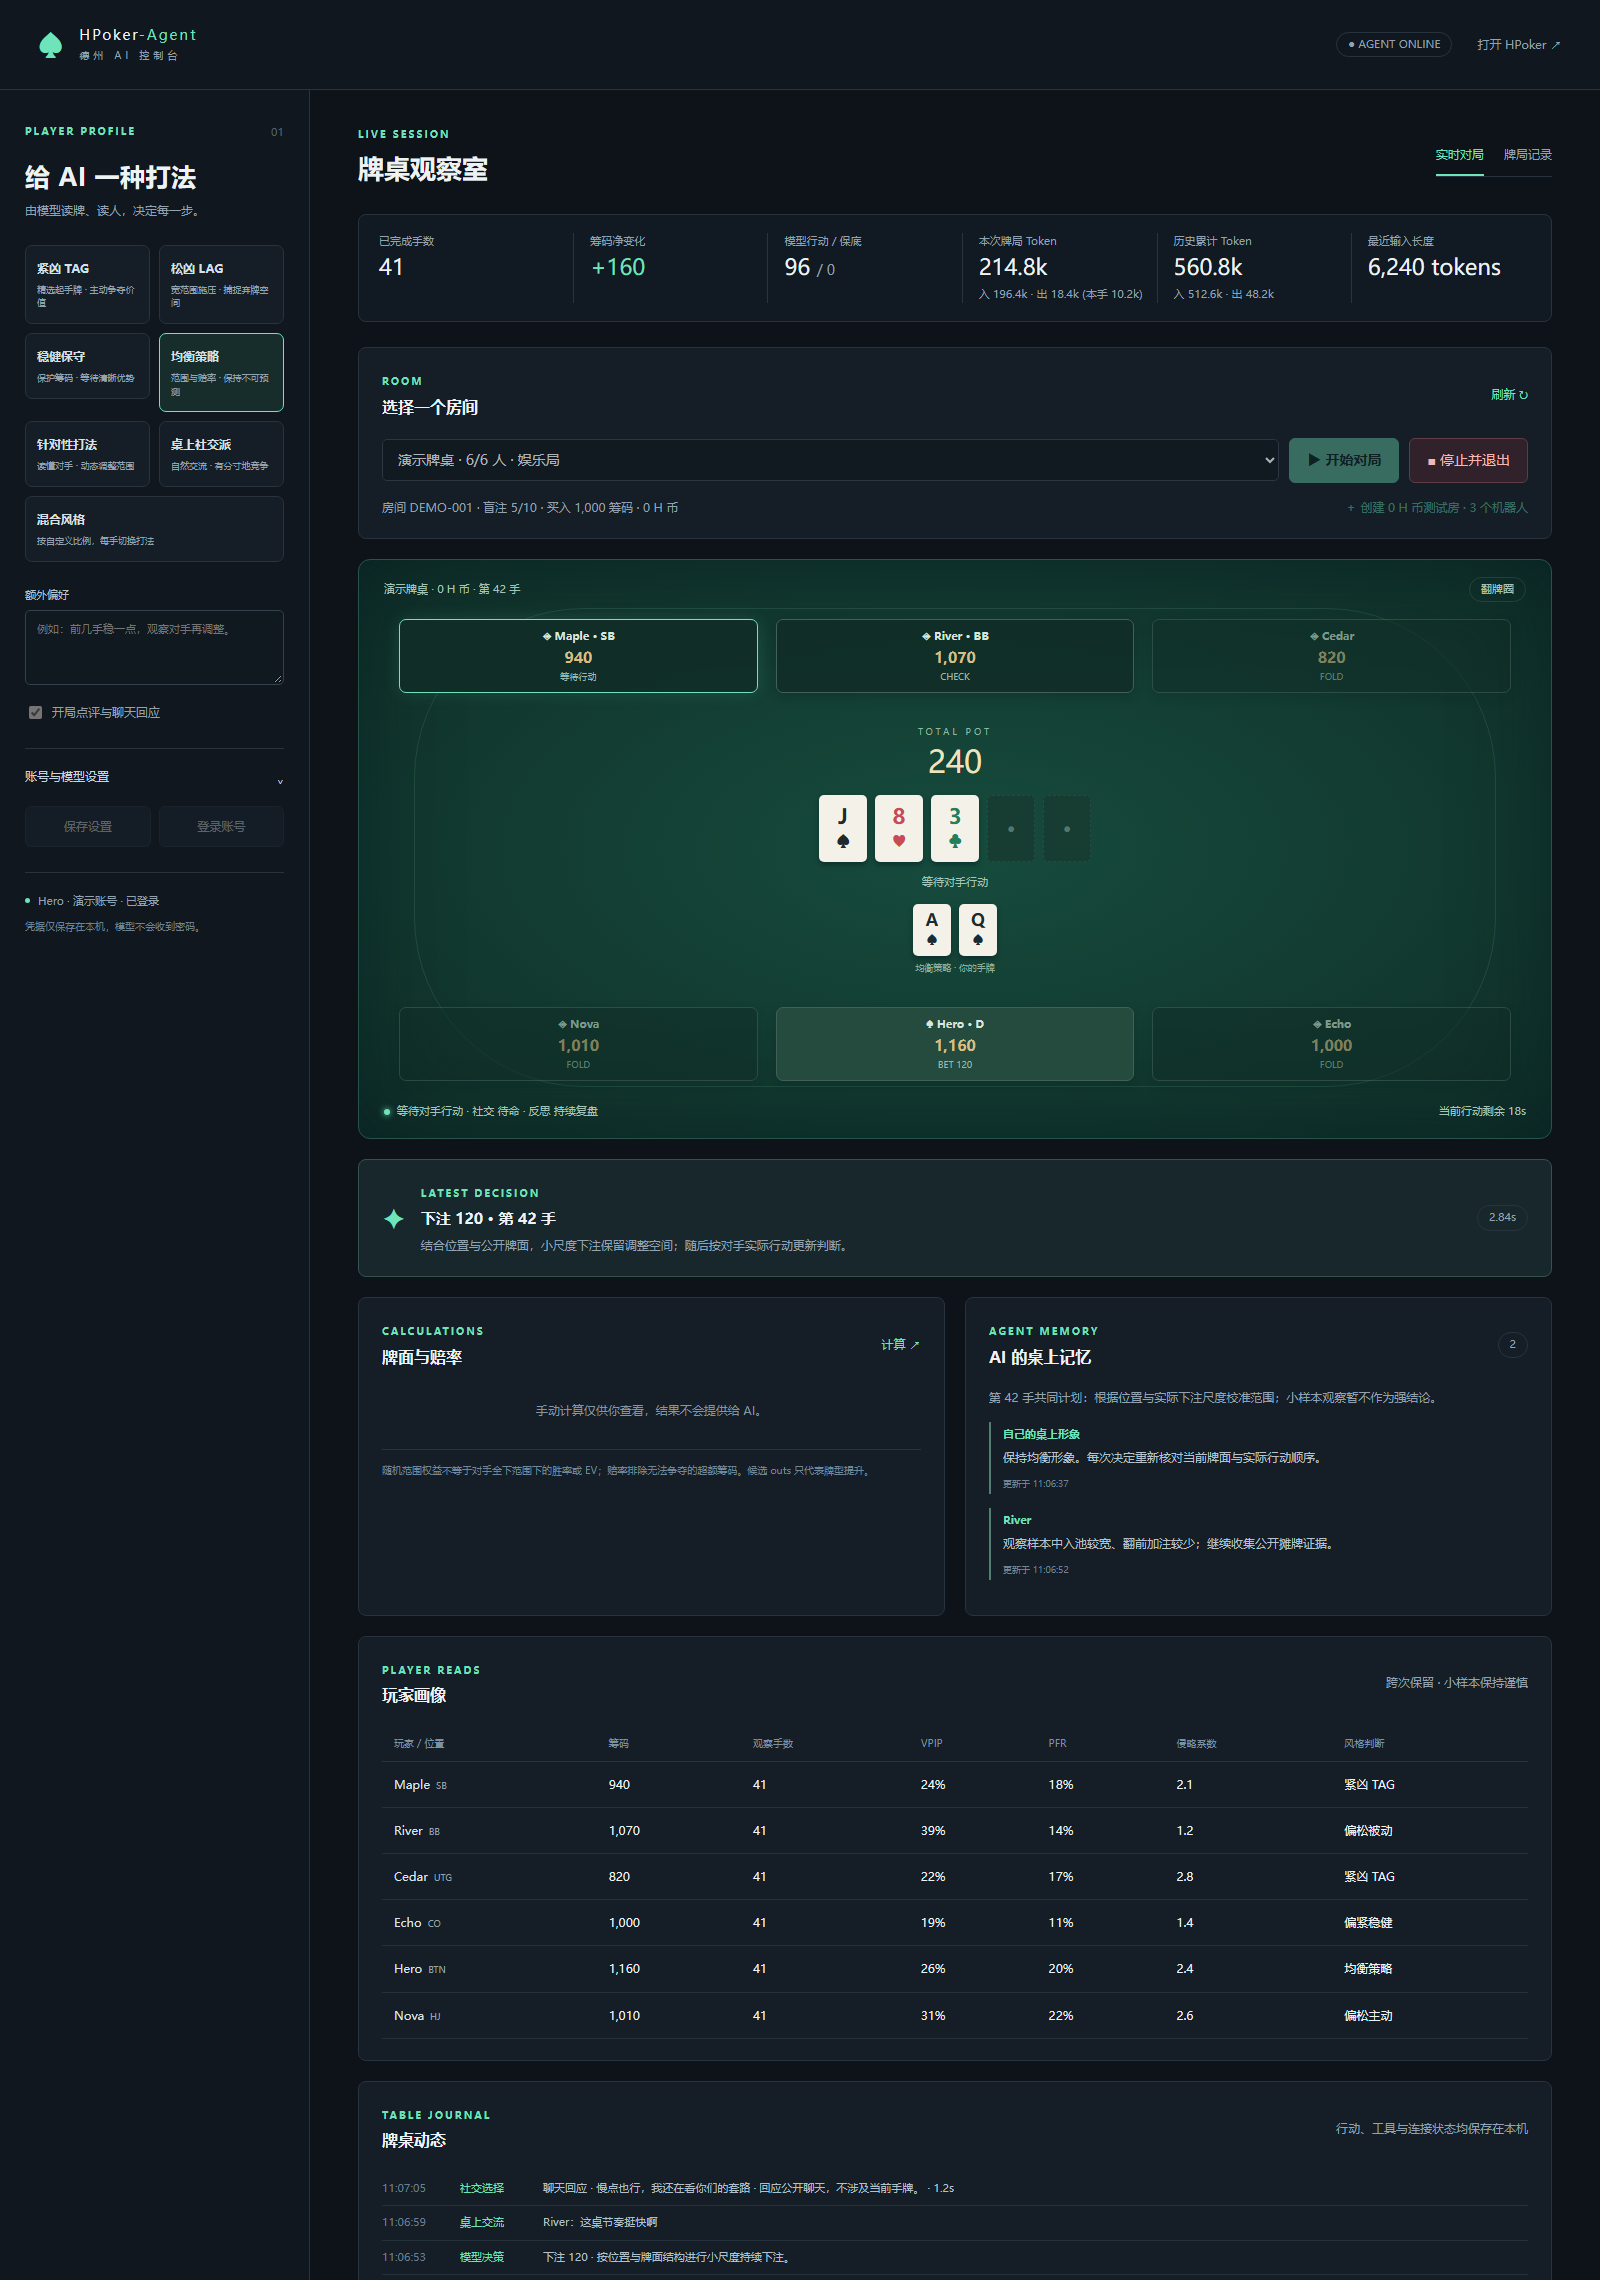 HPoker-Agent
德州 AI 控制台
● AGENT ONLINE
打开 HPoker ↗
PLAYER PROFILE
01
给 AI 一种打法
由模型读牌、读人，决定每一步。
紧凶 TAG
精选起手牌 · 主动争夺价值
松凶 LAG
宽范围施压 · 捕捉弃牌空间
稳健保守
保护筹码 · 等待清晰优势
均衡策略
范围与赔率 · 保持不可预测
针对性打法
读懂对手 · 动态调整范围
桌上社交派
自然交流 · 有分寸地竞争
混合风格
按自定义比例，每手切换打法
额外偏好
例如：前几手稳一点，观察对手再调整。
开局点评与聊天回应
账号与模型设置
保存设置
登录账号
Hero · 演示账号 · 已登录
凭据仅保存在本机，模型不会收到密码。
LIVE SESSION
牌桌观察室
实时对局
牌局记录
已完成手数
41
筹码净变化
+160
模型行动 / 保底
96 / 0
本次牌局 Token
214.8k
入 196.4k · 出 18.4k (本手 10.2k)
历史累计 Token
560.8k
入 512.6k · 出 48.2k
最近输入长度
6,240 tokens
ROOM
选择一个房间
刷新 ↻
演示牌桌 · 6/6 人 · 娱乐局
▶ 开始对局
■ 停止并退出
房间 DEMO-001 · 盲注 5/10 · 买入 1,000 筹码 · 0 H 币
+ 创建 0 H 币测试房 · 3 个机器人
演示牌桌 · 0 H 币 · 第 42 手
翻牌圈
◈ Maple • SB
940
等待行动
◈ River • BB
1,070
CHECK
◈ Cedar
820
FOLD
TOTAL POT
240
J♠
8♥
3♣
等待对手行动
A♠
Q♠
均衡策略 · 你的手牌
◈ Nova
1,010
FOLD
♠ Hero • D
1,160
BET 120
◈ Echo
1,000
FOLD
等待对手行动 · 社交 待命 · 反思 持续复盘
当前行动剩余 18s
LATEST DECISION
下注 120 • 第 42 手
结合位置与公开牌面，小尺度下注保留调整空间；随后按对手实际行动更新判断。
2.84s
CALCULATIONS
牌面与赔率
计算 ↗
手动计算仅供你查看，结果不会提供给 AI。
随机范围权益不等于对手全下范围下的胜率或 EV；赔率排除无法争夺的超额筹码。候选 outs 只代表牌型提升。
AGENT MEMORY
AI 的桌上记忆
2
第 42 手共同计划：根据位置与实际下注尺度校准范围；小样本观察暂不作为强结论。
自己的桌上形象
保持均衡形象。每次决定重新核对当前牌面与实际行动顺序。
更新于 11:06:37
River
观察样本中入池较宽、翻前加注较少；继续收集公开摊牌证据。
更新于 11:06:52
PLAYER READS
玩家画像
跨次保留 · 小样本保持谨慎
玩家 / 位置 筹码 观察手数 VPIP PFR 侵略系数 风格判断
Maple SB 940 41 24% 18% 2.1 紧凶 TAG
River BB 1,070 41 39% 14% 1.2 偏松被动
Cedar UTG 820 41 22% 17% 2.8 紧凶 TAG
Echo CO 1,000 41 19% 11% 1.4 偏紧稳健
Hero BTN 1,160 41 26% 20% 2.4 均衡策略
Nova HJ 1,010 41 31% 22% 2.6 偏松主动
TABLE JOURNAL
牌桌动态
行动、工具与连接状态均保存在本机
11:07:05 社交选择 聊天回应 · 慢点也行，我还在看你们的套路 · 回应公开聊天，不涉及当前手牌。 · 1.2s
11:06:59 桌上交流 River：这桌节奏挺快啊
11:06:53 模型决策 下注 120 · 按位置与牌面结构进行小尺度持续下注。